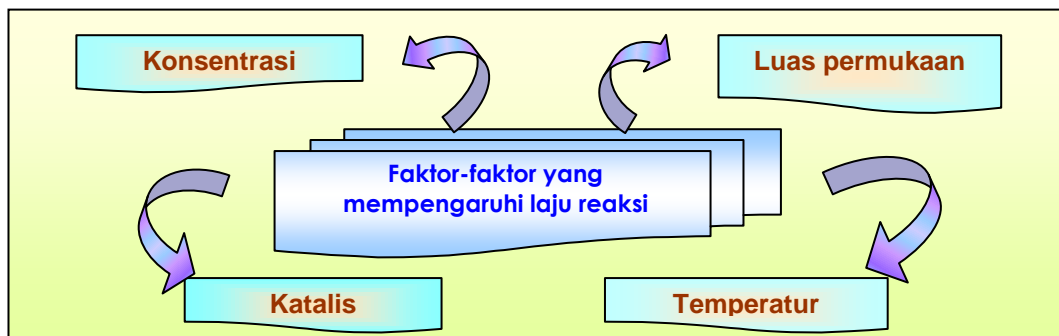 Konsentrasi
Luas permukaan
Faktor-faktor yang
mempengaruhi laju reaksi
Katalis
Temperatur